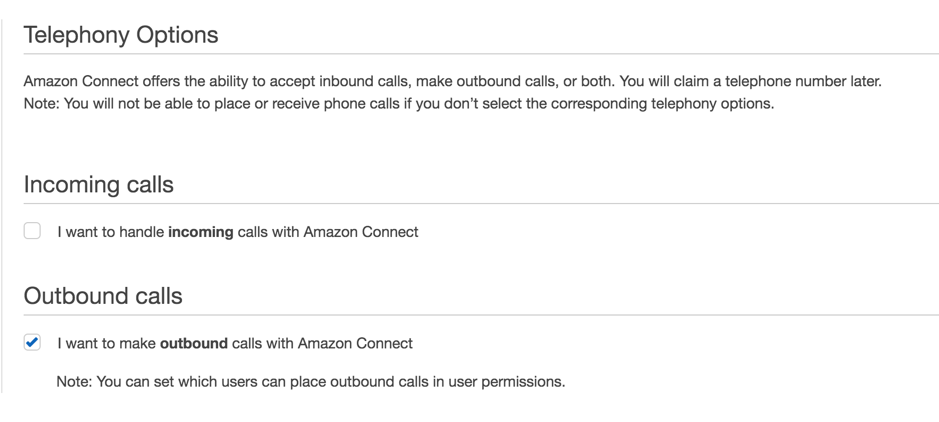 Telephony Options
Amazon Connect offers the ability to accept inbound calls, make outbound calls, or both. You will claim a telephone number later.
Note: You will not be able to place or receive phone calls if you don’t select the corresponding telephony options.
Incoming calls
I want to handle incoming calls with Amazon Connect
Outbound calls
I want to make outbound calls with Amazon Connect
Note: You can set which users can place outbound calls in user permissions.